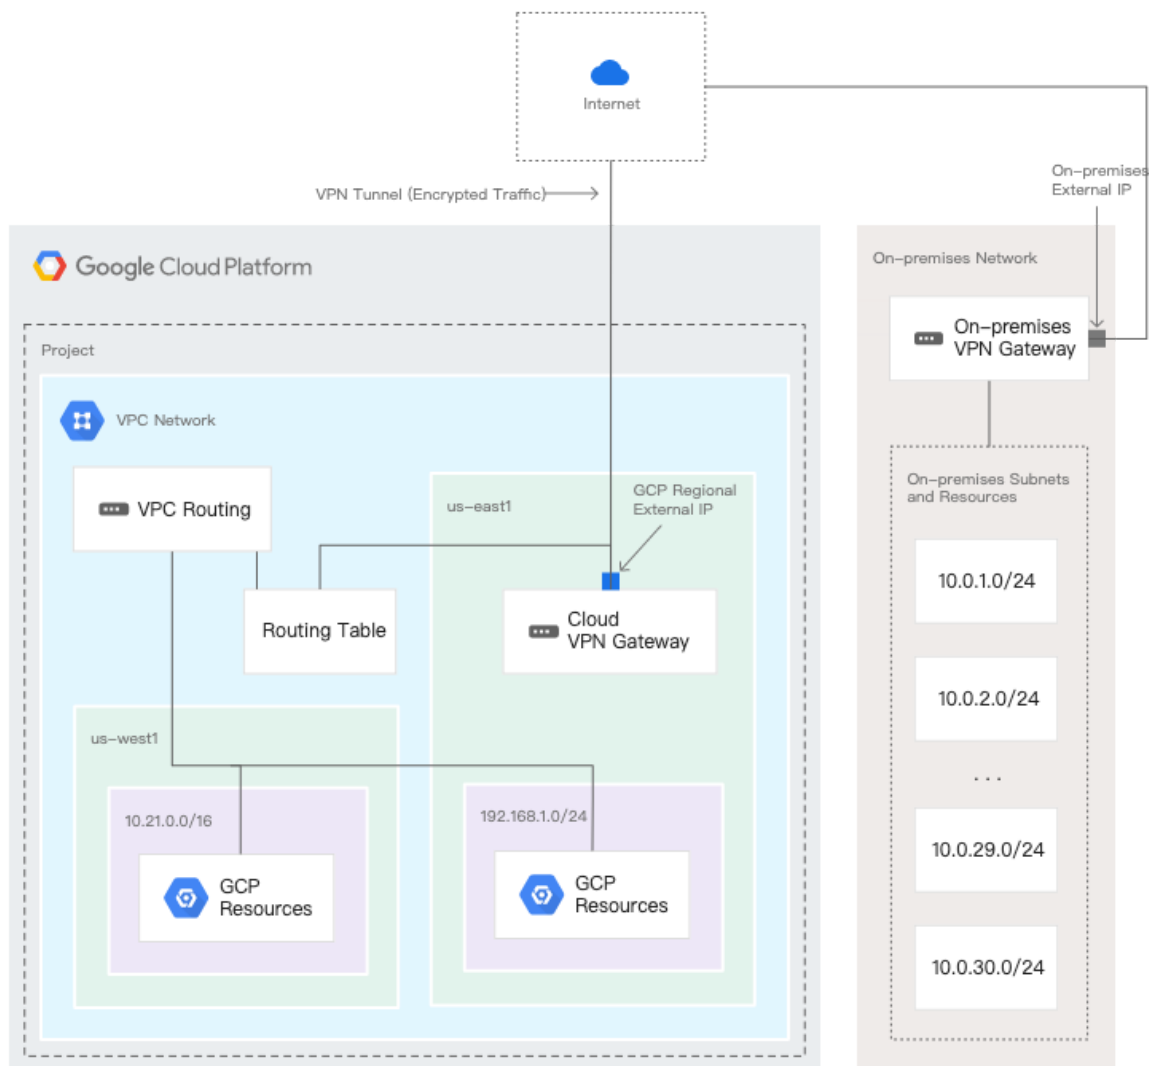 Internet
VPN Tunnel (Encrypted Traffic)
On-premises
External IP
Google Cloud Platform
Project
VPC Network
VPC Routing
Routing Table
us-east1
GCP Regional
External IP
Cloud
VPN Gateway
us-west1
10.21.0.0/16
GCP
Resources
192.168.1.0/24
GCP
Resources
On-premises Network
On-premises
VPN Gateway
On-premises Subnets
and Resources
10.0.1.0/24
10.0.2.0/24
...
10.0.29.0/24
10.0.30.0/24